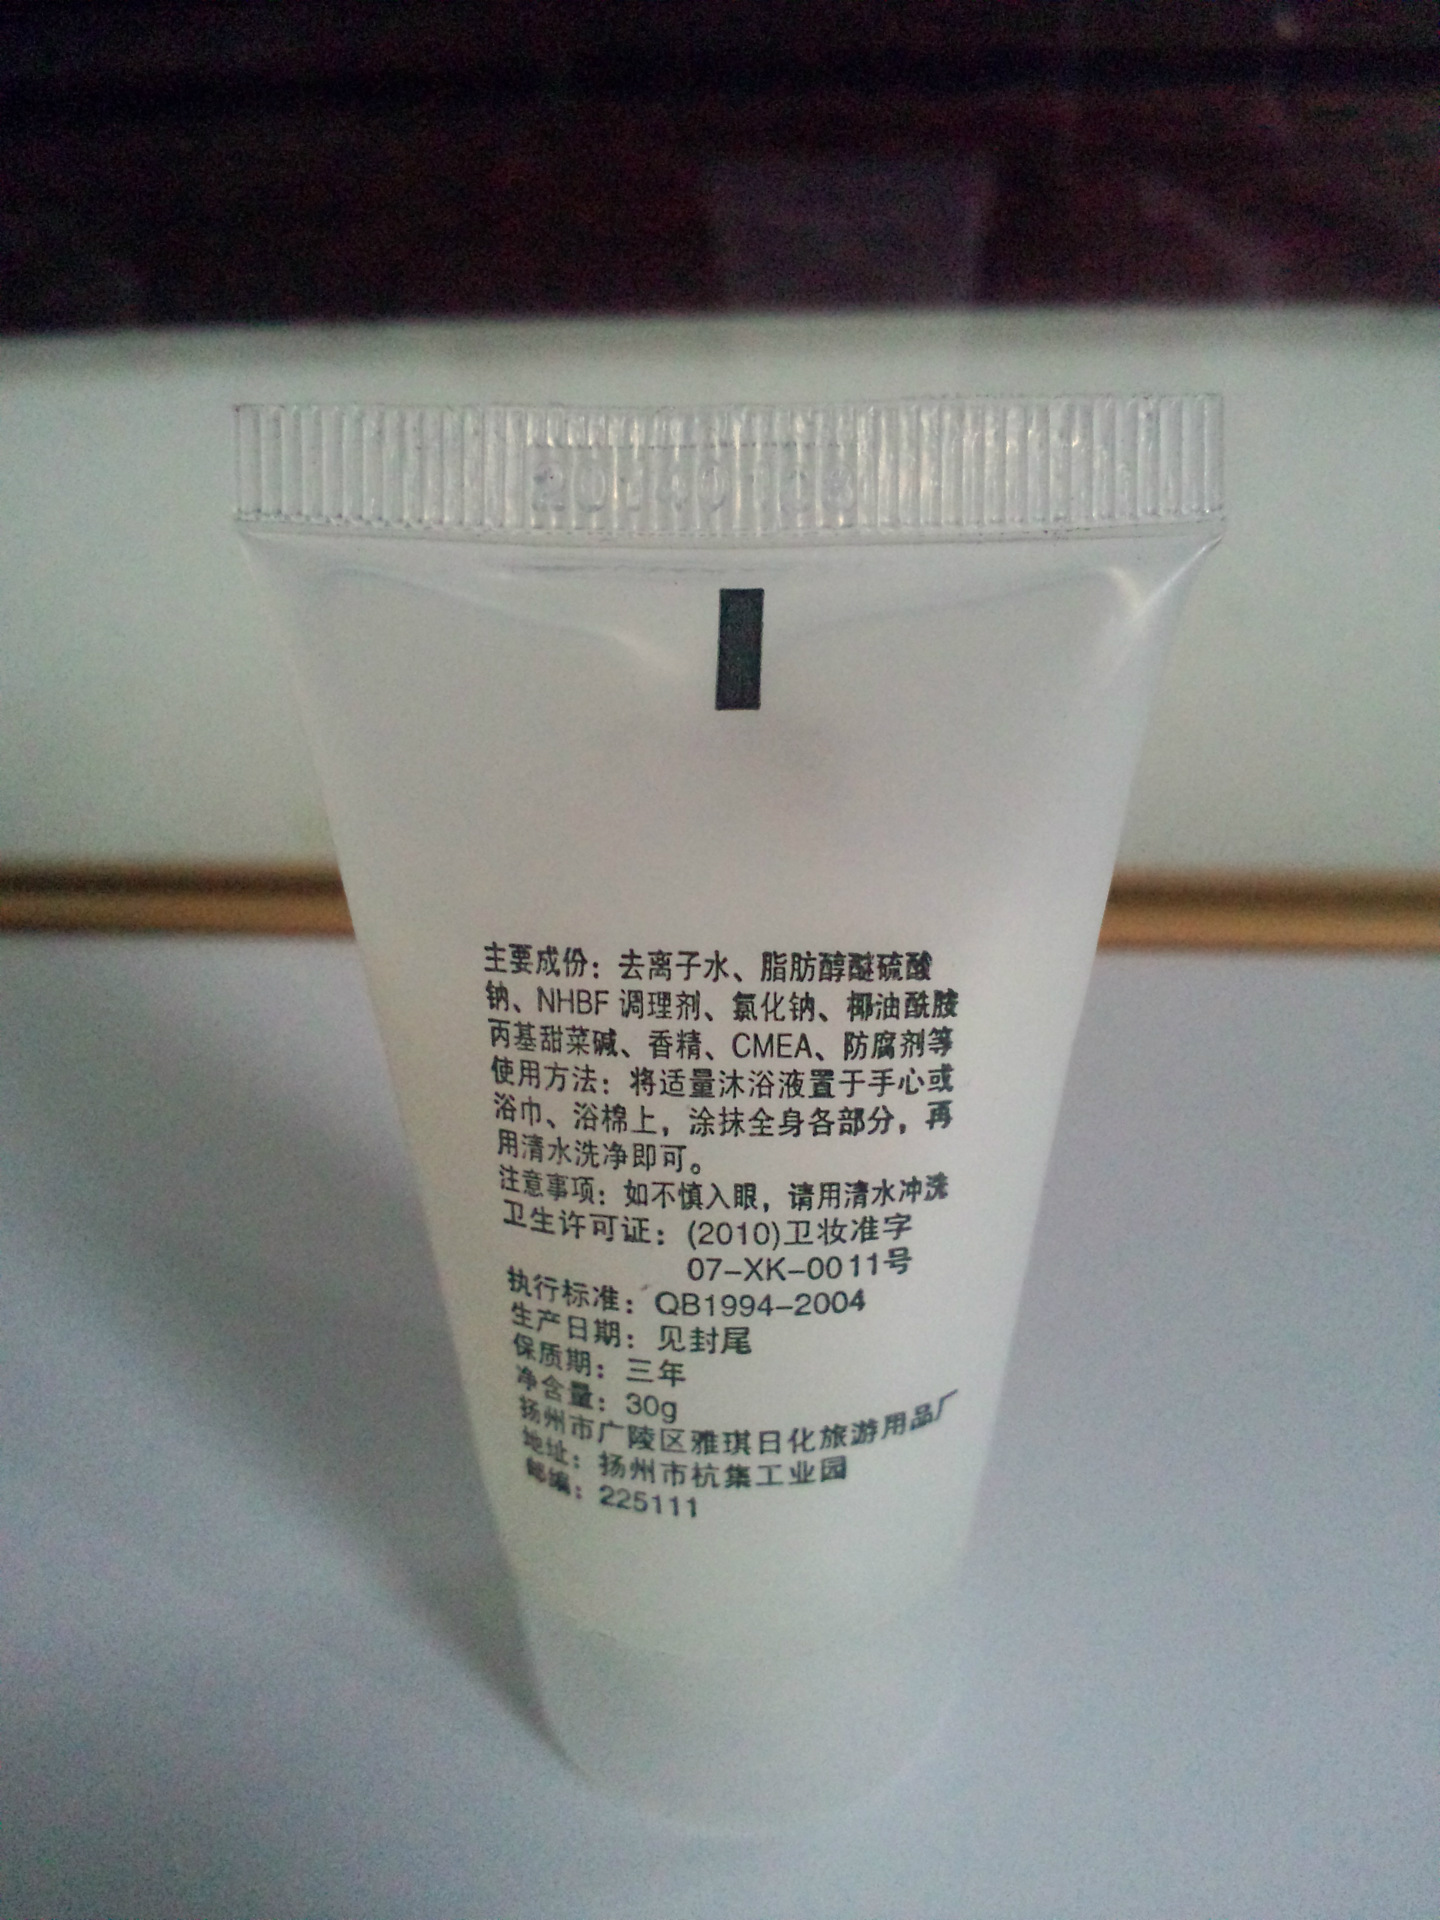 主要成份：去离子水、脂肪醇醚硫酸
钠、NHBF 调理剂、氯化钠、椰油酰胺
丙基甜菜碱、香精、CMEA、防腐剂等
使用方法：将适量沐浴液置于手心或
浴巾、浴棉上，涂抹全身各部分，再
用清水洗净即可。
注意事项：如不慎入眼，请用清水冲洗
卫生许可证：(2010)卫妆准字
07-XK-0011号
执行标准：QB1994-2004
生产日期：见封尾
保质期：三年
净含量：30g
扬州市广陵区雅琪日化旅游用品厂
地址：扬州市杭集工业园
邮编：225111